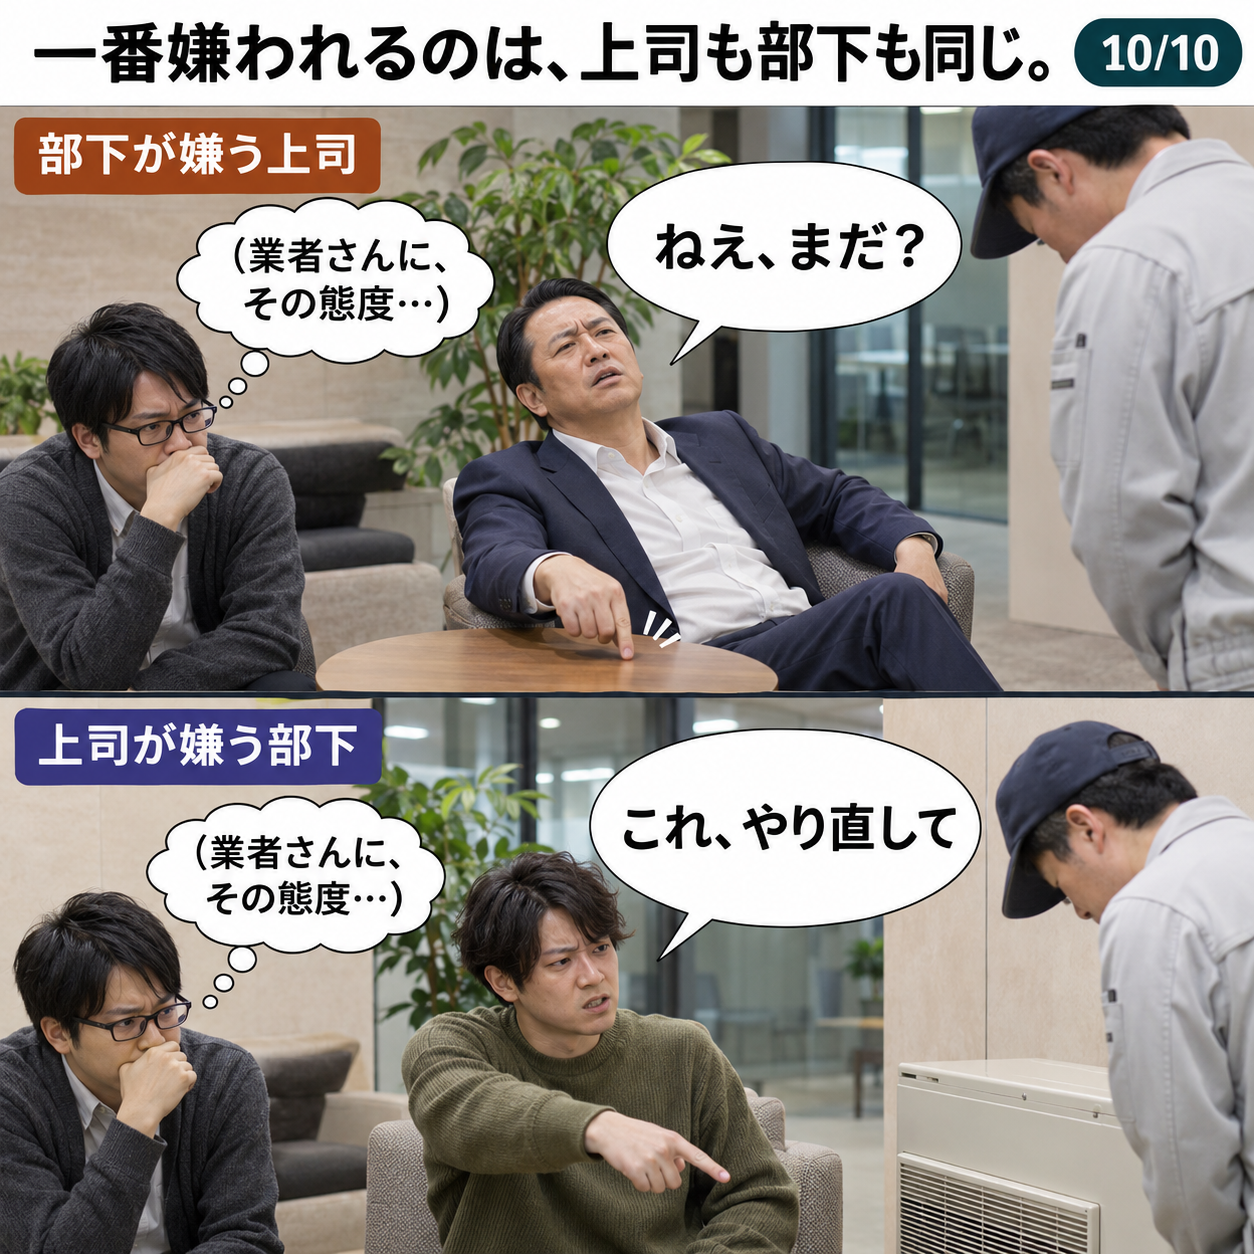 一番嫌われるのは、上司も部下も同じ。
10/10
部下が嫌う上司
(業者さんに、
その態度…)
ねえ、まだ？
上司が嫌う部下
(業者さんに、
その態度…)
これ、やり直して